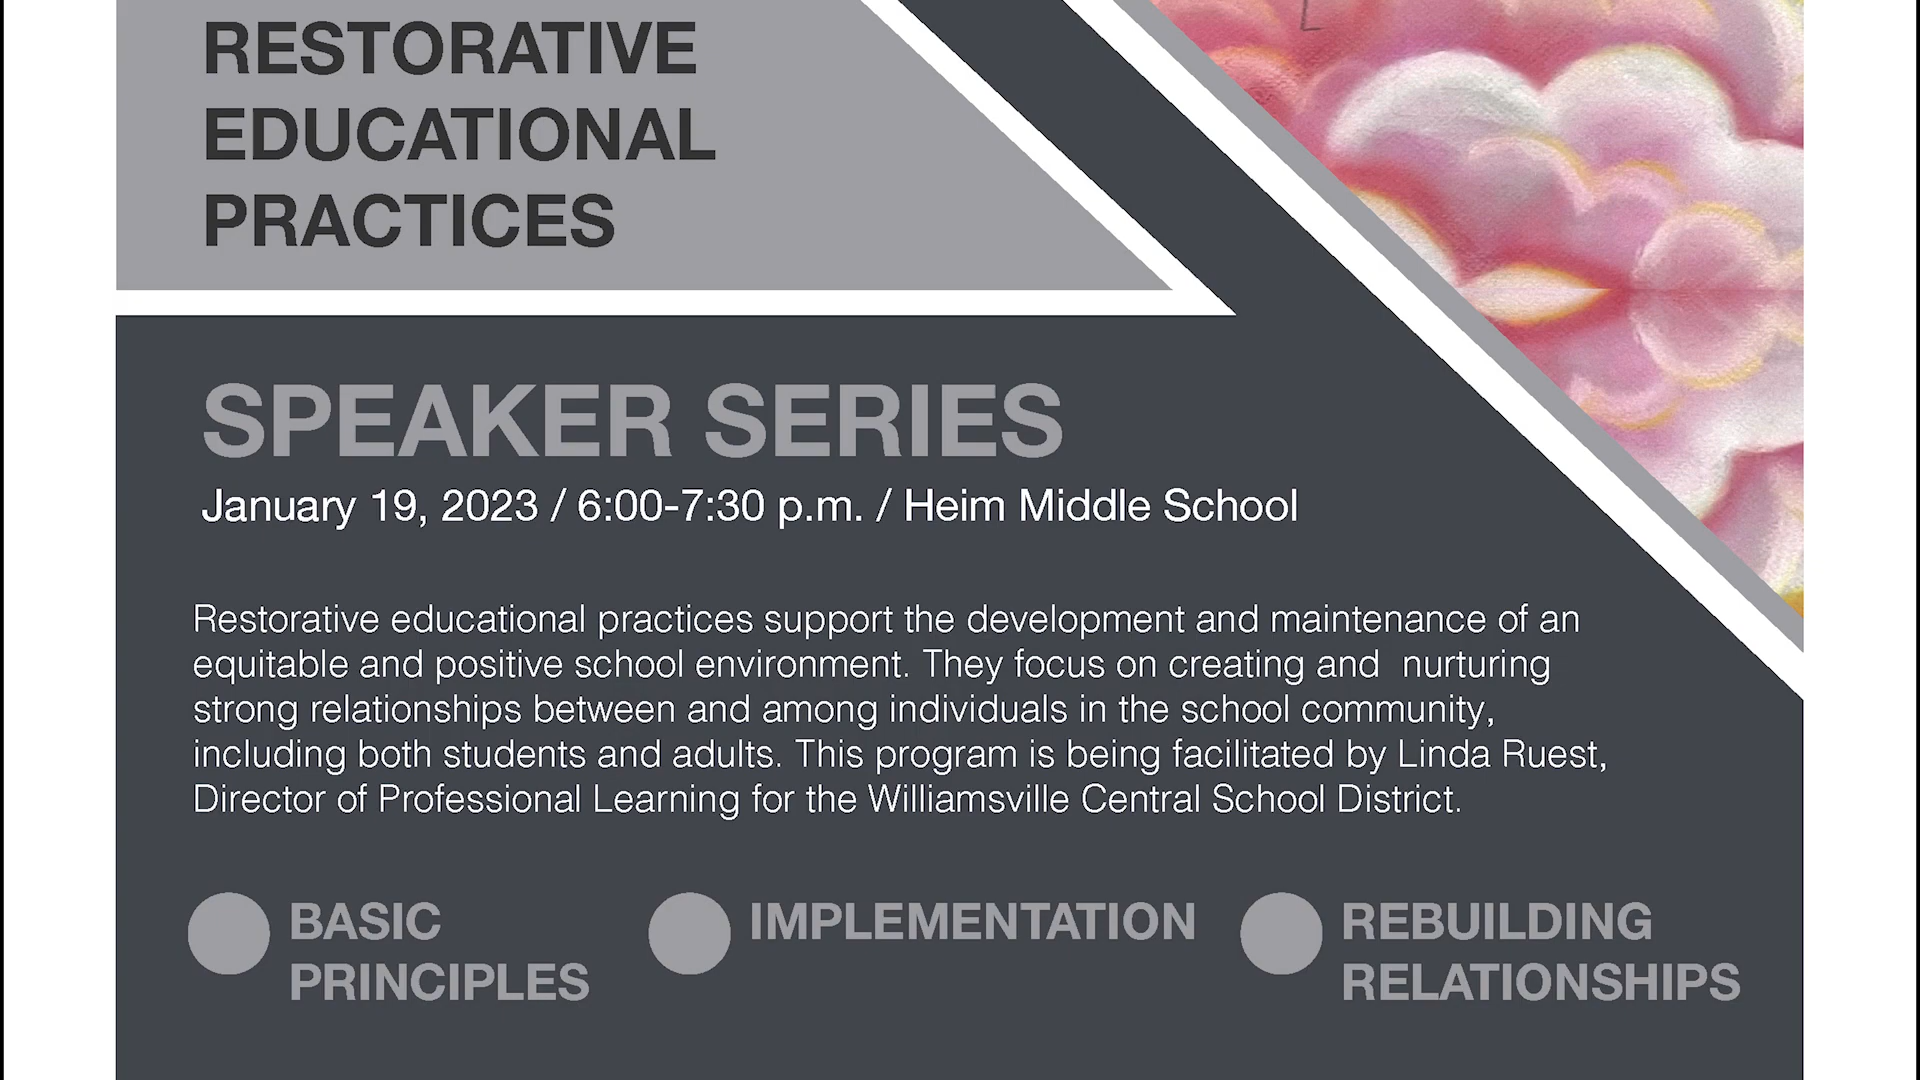 RESTORATIVE
EDUCATIONAL
PRACTICES
SPEAKER SERIES
January 19, 2023 / 6:00-7:30 p.m. / Heim Middle School
Restorative educational practices support the development and maintenance of an
equitable and positive school environment. They focus on creating and  nurturing
strong relationships between and among individuals in the school community,
including both students and adults. This program is being facilitated by Linda Ruest,
Director of Professional Learning for the Williamsville Central School District.
BASIC
PRINCIPLES
IMPLEMENTATION
REBUILDING
RELATIONSHIPS